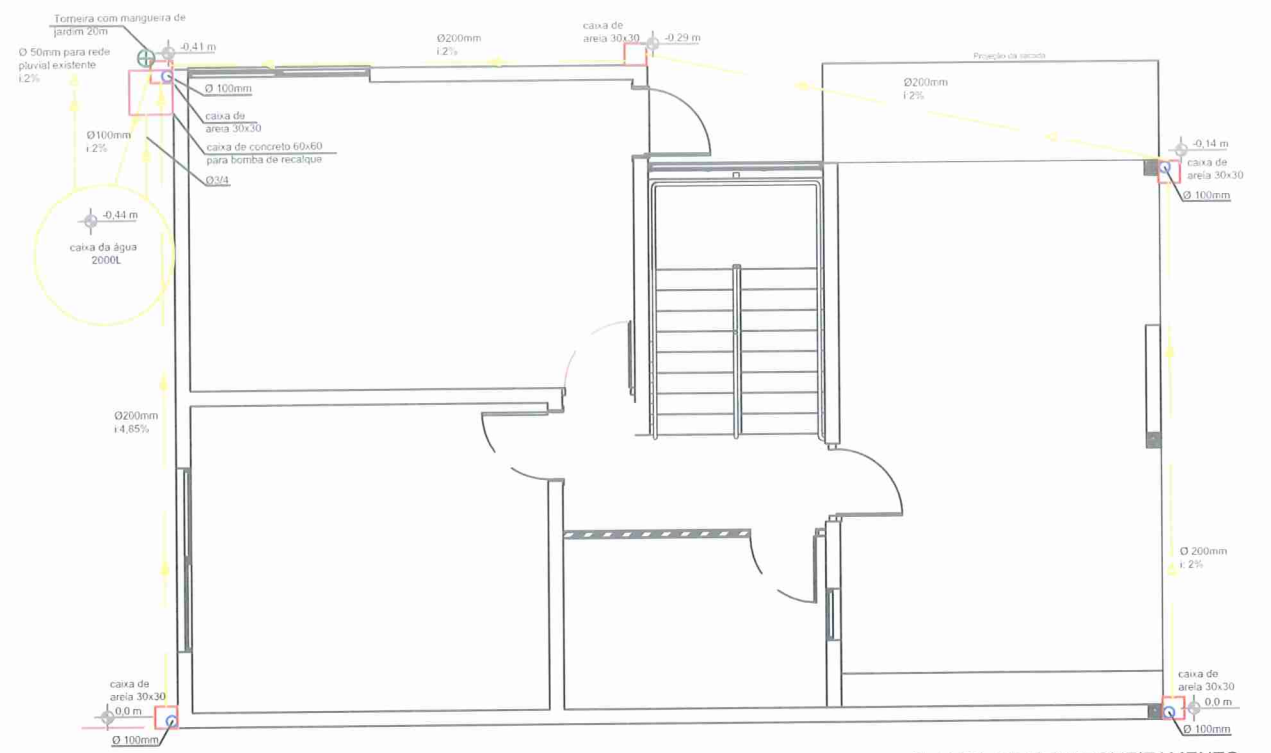 Torneira com mangueira de
jardim 20m
Ø 50mm para rede
pluvial existente
i:2%
-0,41 m
Ø200mm
i:2%
caixa de
areia 30x30
-0.29 m
Projeção da sacada
Ø200mm
i:2%
Ø 100mm
caixa de
areia 30x30
caixa de concreto 60x60
para bomba de recalque
Ø3/4
Ø100mm
i:2%
-0,14 m
caixa de
areia 30x30
Ø 100mm
-0,44 m
caixa da água
2000L
Ø200mm
i:4,65%
Ø 200mm
i: 2%
caixa de
areia 30x30
0,0 m
Ø 100mm
caixa de
areia 30x30
0,0 m
Ø 100mm